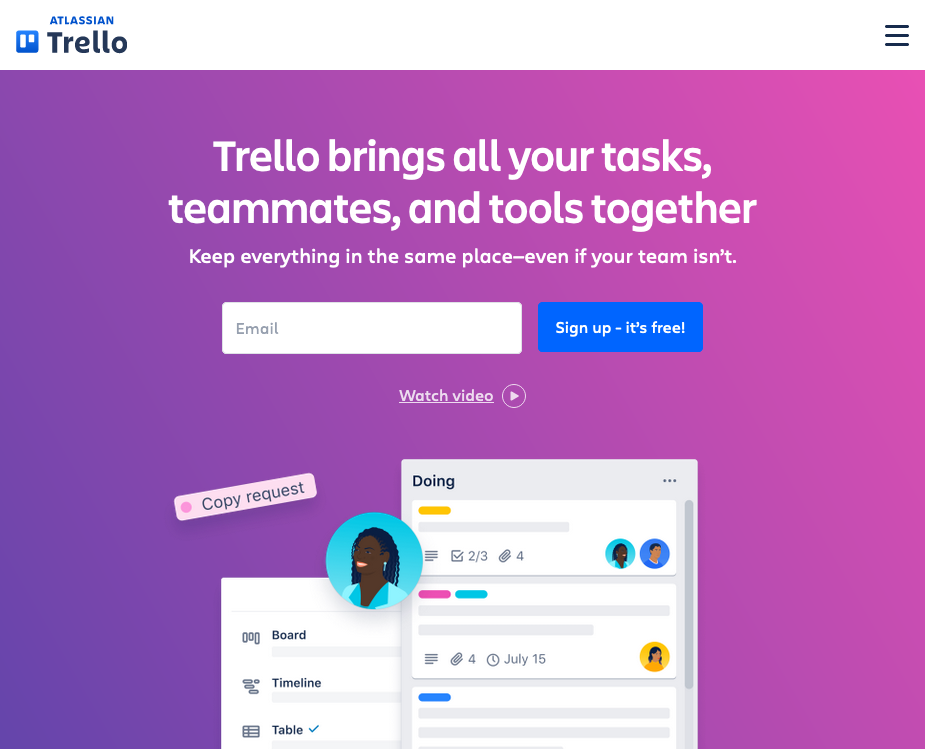 ATLASSIAN
Trello
Trello brings all your tasks,
teammates, and tools together
Keep everything in the same place—even if your team isn’t.
Email
Sign up - it’s free!
Watch video
Copy request
Doing
2/3 4
Board
4 July 15
Timeline
Table